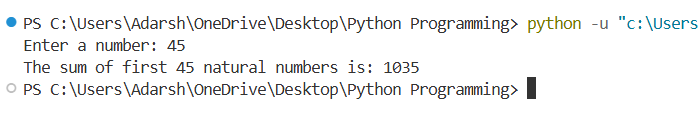 PS C:\Users\Adarsh\OneDrive\Desktop\Python Programming> python -u "c:\Users
Enter a number: 45
The sum of first 45 natural numbers is: 1035
PS C:\Users\Adarsh\OneDrive\Desktop\Python Programming>